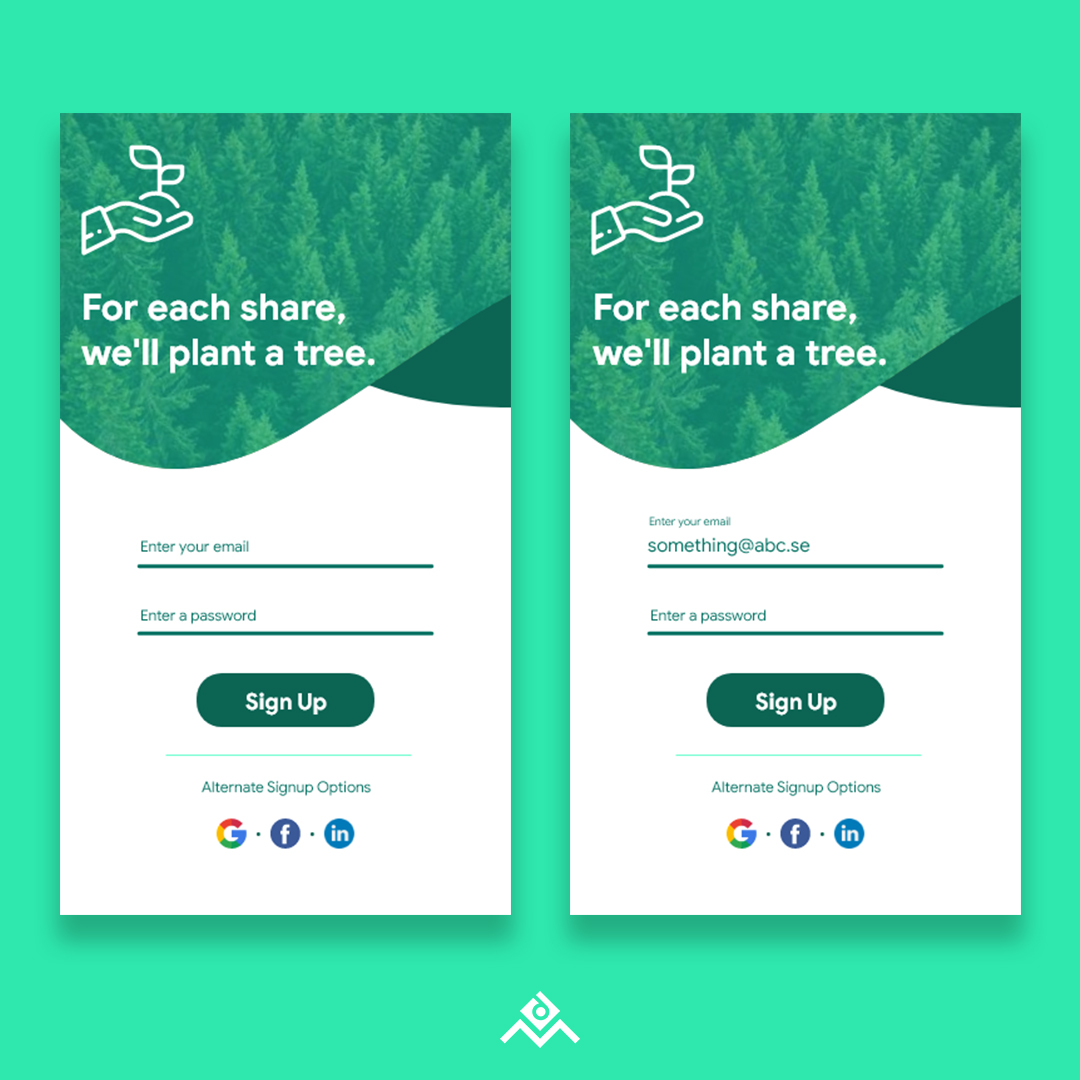 For each share,
we'll plant a tree.
Enter your email
Enter a password
Sign Up
Alternate Signup Options
G · f · in
For each share,
we'll plant a tree.
Enter your email
something@abc.se
Enter a password
Sign Up
Alternate Signup Options
G · f · in